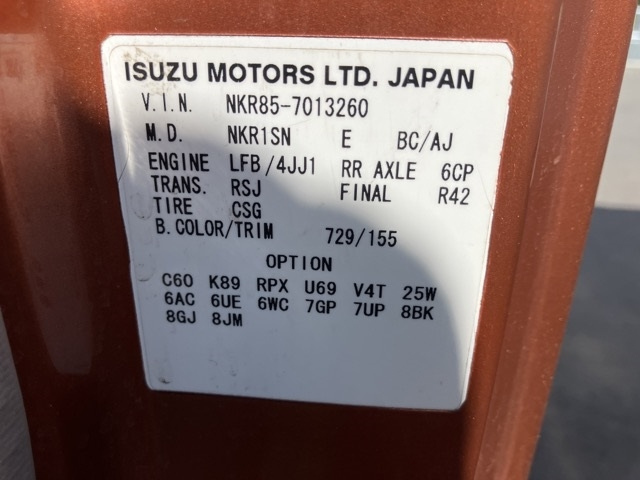 ISUZU MOTORS LTD. JAPAN
V.I.N. NKR85-7013260
M.D. NKR1SN E BC/AJ
ENGINE LFB/4JJ1 RR AXLE 6CP
TRANS. RSJ FINAL R42
TIRE CSG
B.COLOR/TRIM 729/155
OPTION
C60 K89 RPX U69 V4T 25W
6AC 6UE 6WC 7GP 7UP 8BK
8GJ 8JM